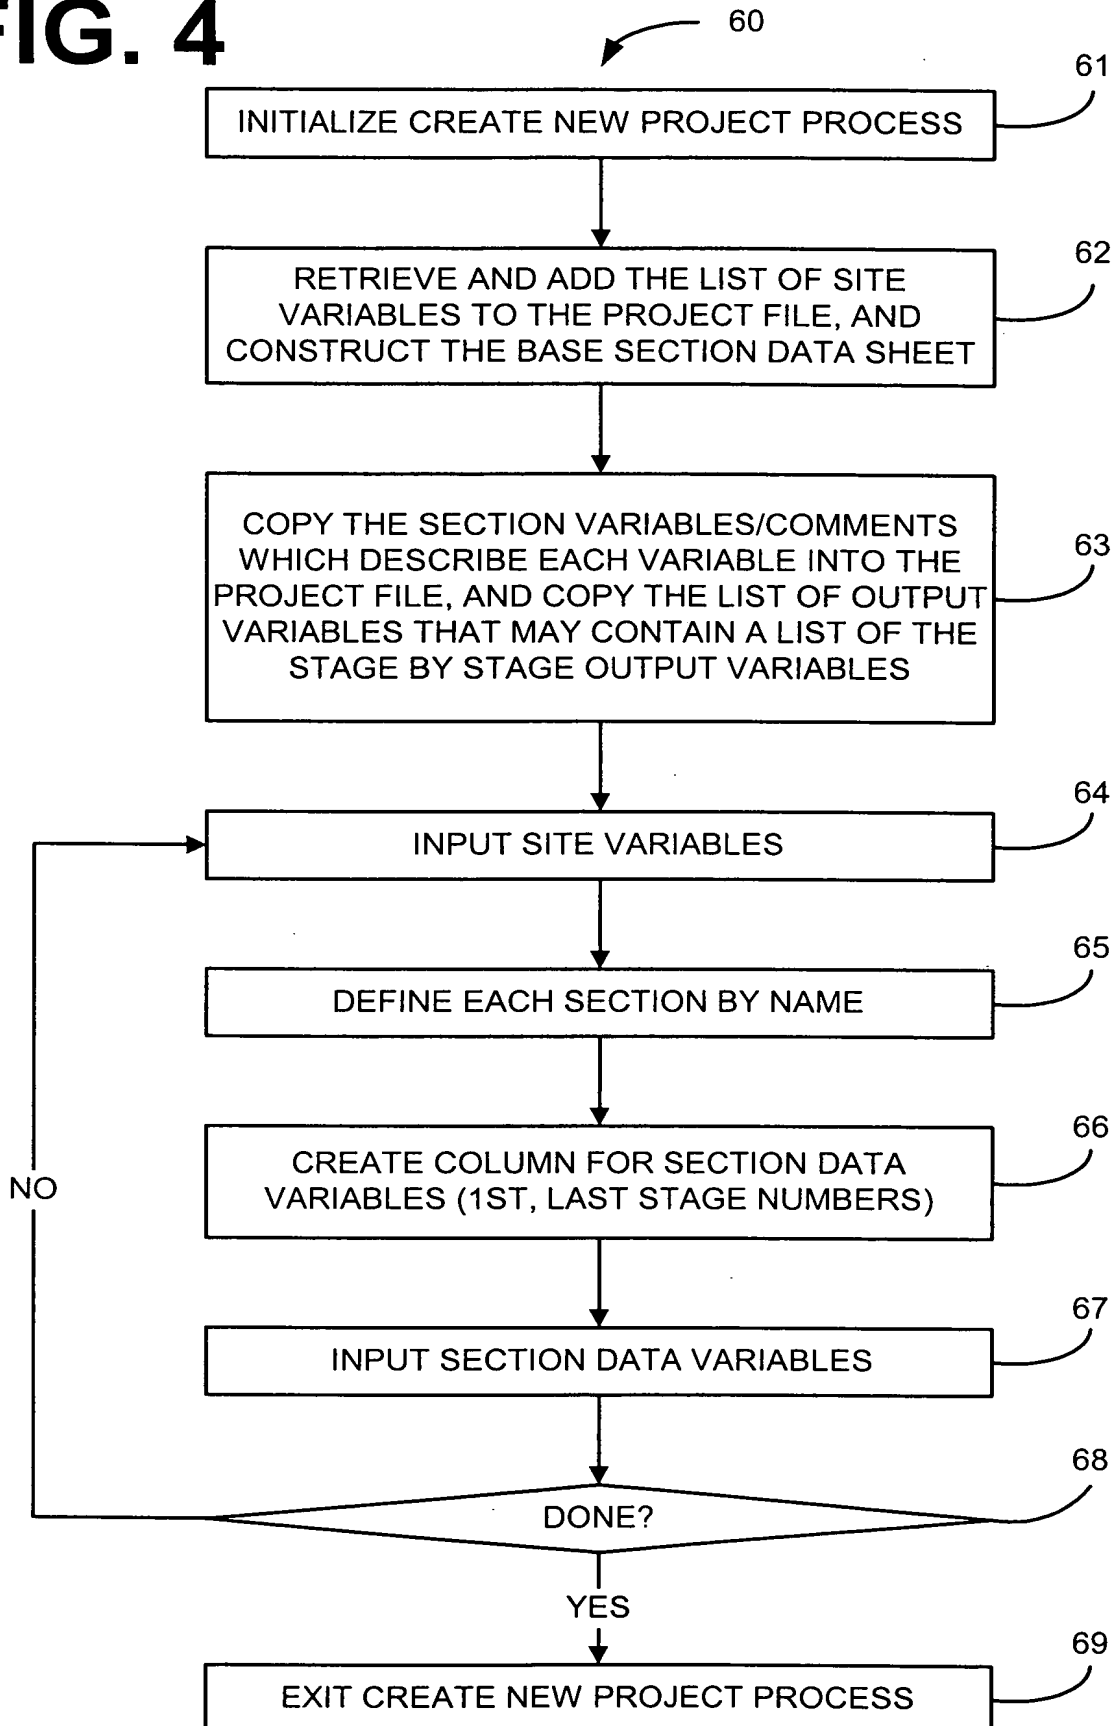 FIG. 4
60
61
INITIALIZE CREATE NEW PROJECT PROCESS
62
RETRIEVE AND ADD THE LIST OF SITE
VARIABLES TO THE PROJECT FILE, AND
CONSTRUCT THE BASE SECTION DATA SHEET
63
COPY THE SECTION VARIABLES/COMMENTS
WHICH DESCRIBE EACH VARIABLE INTO THE
PROJECT FILE, AND COPY THE LIST OF OUTPUT
VARIABLES THAT MAY CONTAIN A LIST OF THE
STAGE BY STAGE OUTPUT VARIABLES
64
INPUT SITE VARIABLES
65
DEFINE EACH SECTION BY NAME
66
CREATE COLUMN FOR SECTION DATA
VARIABLES (1ST, LAST STAGE NUMBERS)
NO
67
INPUT SECTION DATA VARIABLES
68
DONE?
YES
69
EXIT CREATE NEW PROJECT PROCESS